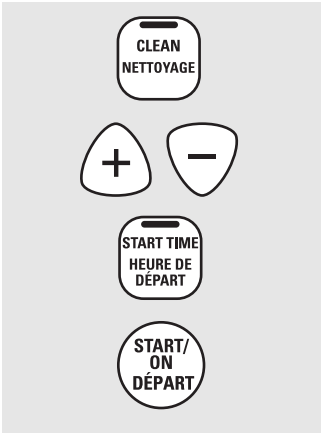 CLEAN
NETTOYAGE
+ −
START TIME
HEURE DE
DÉPART
START/
ON
DÉPART